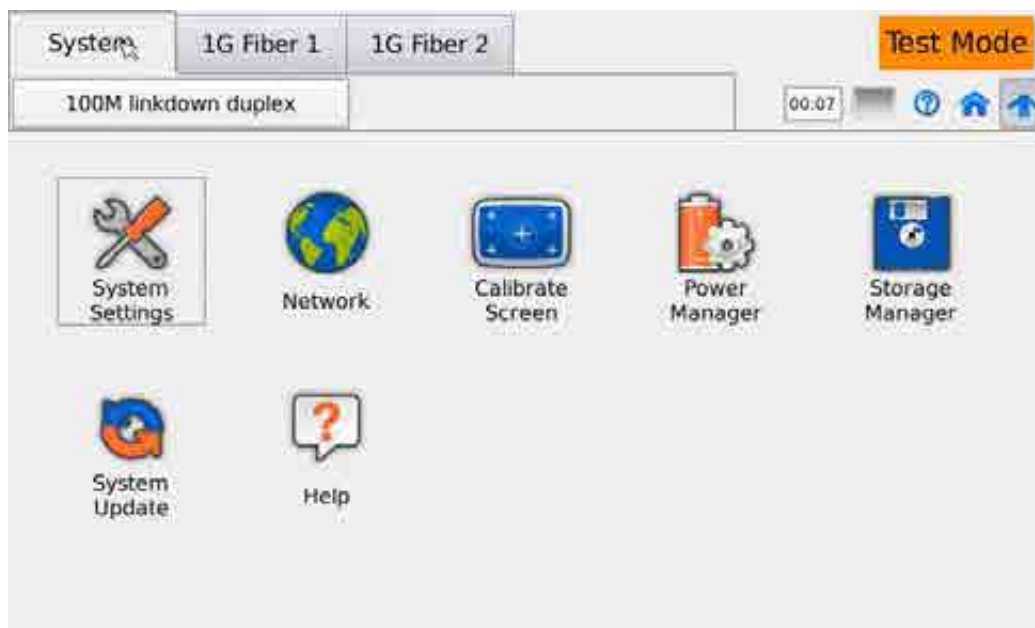 System
1G Fiber 1
1G Fiber 2
Test Mode
100M linkdown duplex
00:07
System
Settings
Network
Calibrate
Screen
Power
Manager
Storage
Manager
System
Update
Help